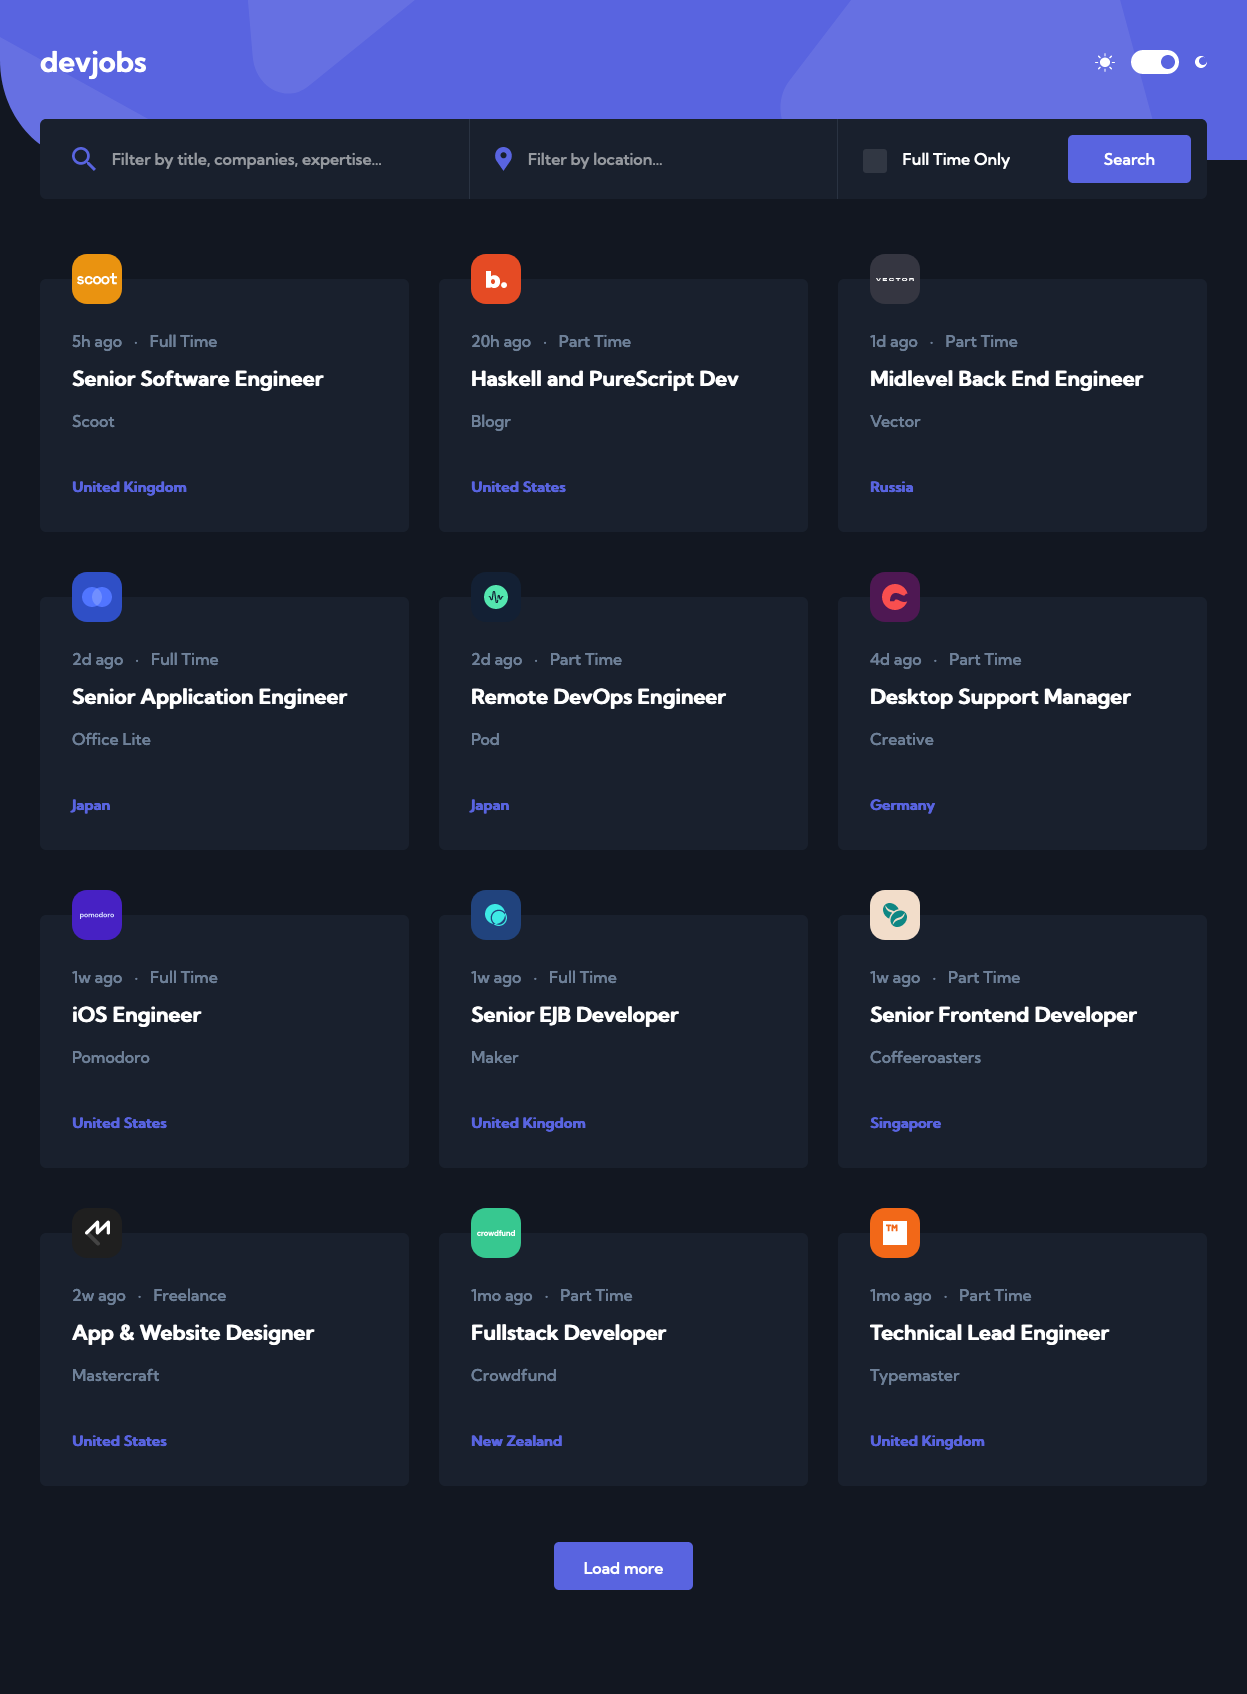 devjobs
Filter by title, companies, expertise...
Filter by location...
Full Time Only
Search
scoot
5h ago · Full Time
Senior Software Engineer
Scoot
United Kingdom
b.
20h ago · Part Time
Haskell and PureScript Dev
Blogr
United States
VECTOR
1d ago · Part Time
Midlevel Back End Engineer
Vector
Russia
2d ago · Full Time
Senior Application Engineer
Office Lite
Japan
2d ago · Part Time
Remote DevOps Engineer
Pod
Japan
4d ago · Part Time
Desktop Support Manager
Creative
Germany
pomodoro
1w ago · Full Time
iOS Engineer
Pomodoro
United States
1w ago · Full Time
Senior EJB Developer
Maker
United Kingdom
1w ago · Part Time
Senior Frontend Developer
Coffeeroasters
Singapore
2w ago · Freelance
App & Website Designer
Mastercraft
United States
crowdfund
1mo ago · Part Time
Fullstack Developer
Crowdfund
New Zealand
TM
1mo ago · Part Time
Technical Lead Engineer
Typemaster
United Kingdom
Load more